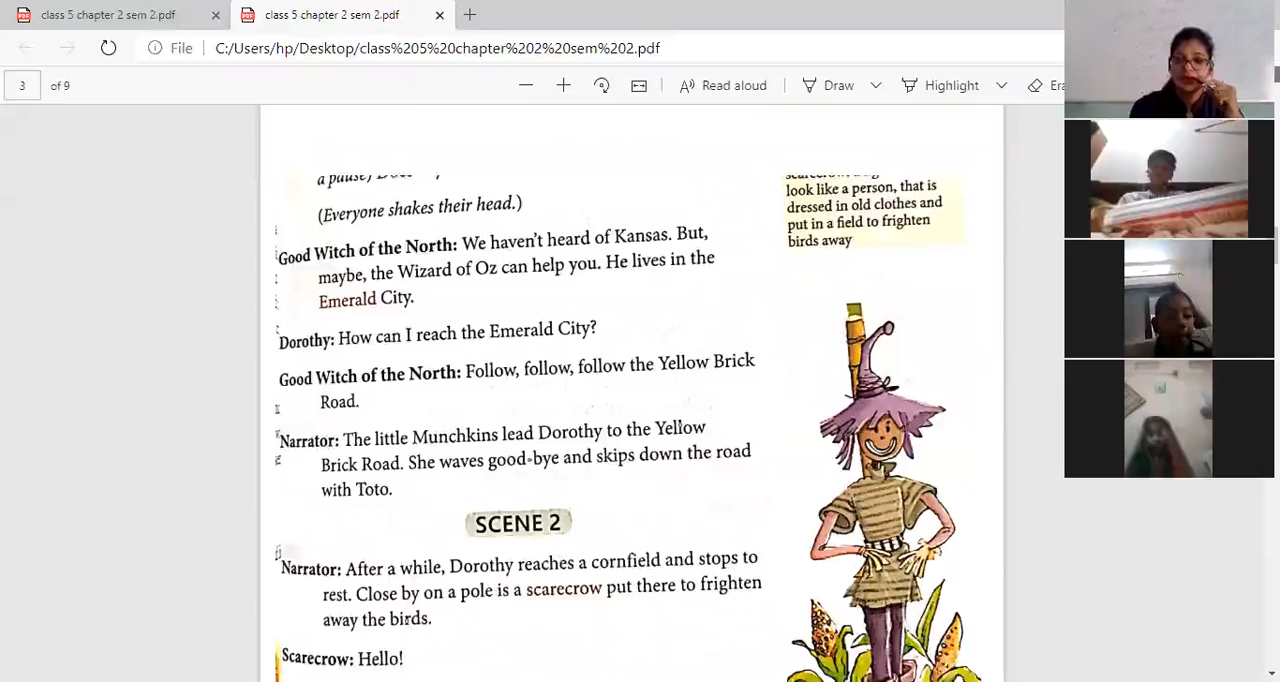 class 5 chapter 2 sem 2.pdf
class 5 chapter 2 sem 2.pdf
File
C:/Users/hp/Desktop/class%205%20chapter%202%20sem%202.pdf
3 of 9
Read aloud
Draw
Highlight
a
(Everyone shakes their head.)
Good Witch of the North: We haven't heard of Kansas. But,
maybe, the Wizard of Oz can help you. He lives in the
Emerald City.
Dorothy: How can I reach the Emerald City?
Good Witch of the North: Follow, follow, follow the Yellow Brick
Road.
Narrator: The little Munchkins lead Dorothy to the Yellow
Brick Road. She waves good-bye and skips down the road
with Toto.
SCENE 2
Narrator: After a while, Dorothy reaches a cornfield and stops to
rest. Close by on a pole is a scarecrow put there to frighten
away the birds.
Scarecrow: Hello!
look like a person, that is
dressed in old clothes and
put in a field to frighten
birds away